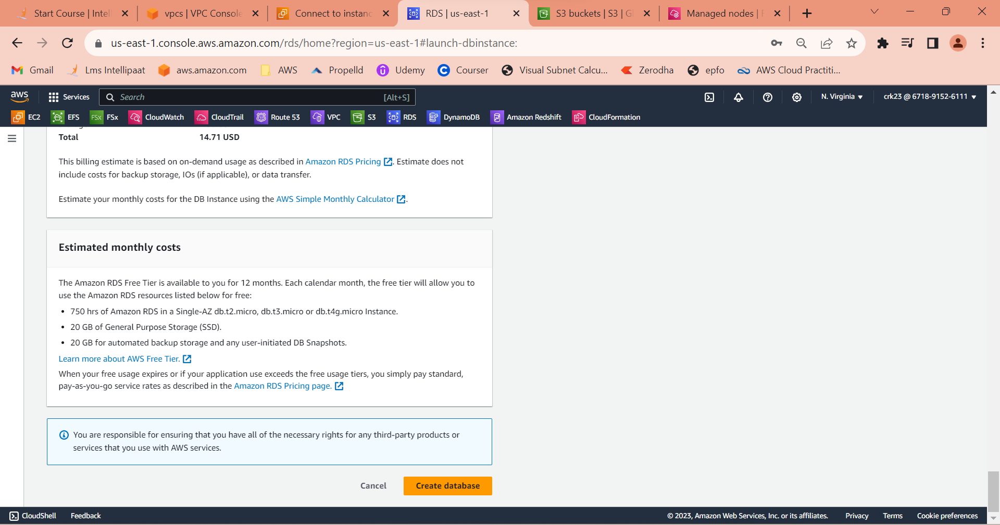 Start Course | Intel
vpcs | VPC Console
Connect to instanc
RDS | us-east-1
S3 buckets | S3 | Gl
Managed nodes |
us-east-1.console.aws.amazon.com/rds/home?region=us-east-1#launch-dbinstance:
Gmail
Lms Intellipaat
aws.amazon.com
AWS
Propelld
Udemy
Courser
Visual Subnet Calcu...
Zerodha
epfo
AWS Cloud Practiti...
aws
Services
Search
[Alt+S]
N. Virginia
crk23 @ 6718-9152-6111
EC2
EFS
FSx
FSx
CloudWatch
CloudTrail
Route 53
VPC
S3
RDS
DynamoDB
Amazon Redshift
CloudFormation
Total 14.71 USD
This billing estimate is based on on-demand usage as described in Amazon RDS Pricing. Estimate does not
include costs for backup storage, IOs (if applicable), or data transfer.
Estimate your monthly costs for the DB Instance using the AWS Simple Monthly Calculator.
Estimated monthly costs
The Amazon RDS Free Tier is available to you for 12 months. Each calendar month, the free tier will allow you to
use the Amazon RDS resources listed below for free:
• 750 hrs of Amazon RDS in a Single-AZ db.t2.micro, db.t3.micro or db.t4g.micro Instance.
• 20 GB of General Purpose Storage (SSD).
• 20 GB for automated backup storage and any user-initiated DB Snapshots.
Learn more about AWS Free Tier.
When your free usage expires or if your application use exceeds the free usage tiers, you simply pay standard,
pay-as-you-go service rates as described in the Amazon RDS Pricing page.
You are responsible for ensuring that you have all of the necessary rights for any third-party products or
services that you use with AWS services.
Cancel
Create database
CloudShell
Feedback
© 2023, Amazon Web Services, Inc. or its affiliates.
Privacy
Terms
Cookie preferences